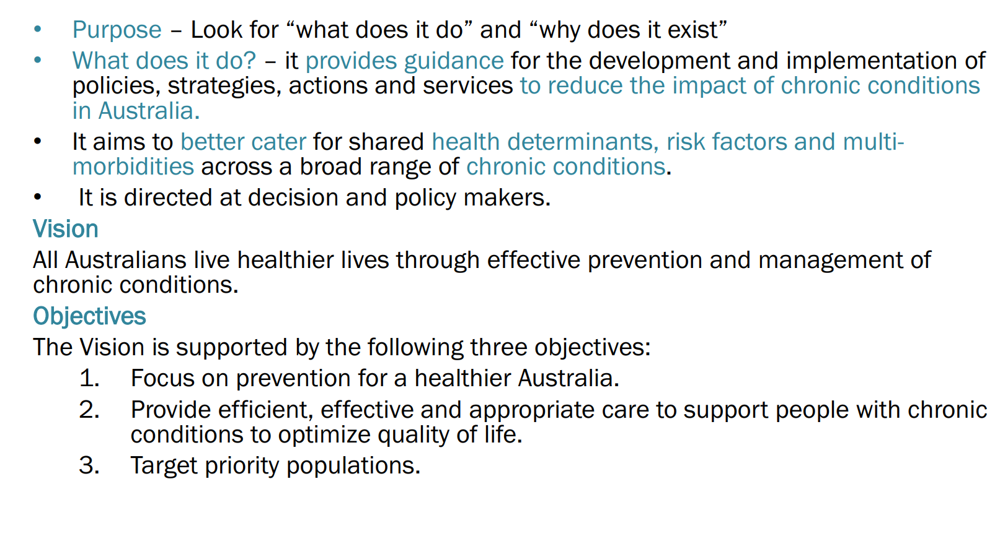 • Purpose – Look for “what does it do” and “why does it exist”
• What does it do? – it provides guidance for the development and implementation of
policies, strategies, actions and services to reduce the impact of chronic conditions
in Australia.
• It aims to better cater for shared health determinants, risk factors and multi-
morbidities across a broad range of chronic conditions.
• It is directed at decision and policy makers.
Vision
All Australians live healthier lives through effective prevention and management of
chronic conditions.
Objectives
The Vision is supported by the following three objectives:
1. Focus on prevention for a healthier Australia.
2. Provide efficient, effective and appropriate care to support people with chronic
conditions to optimize quality of life.
3. Target priority populations.